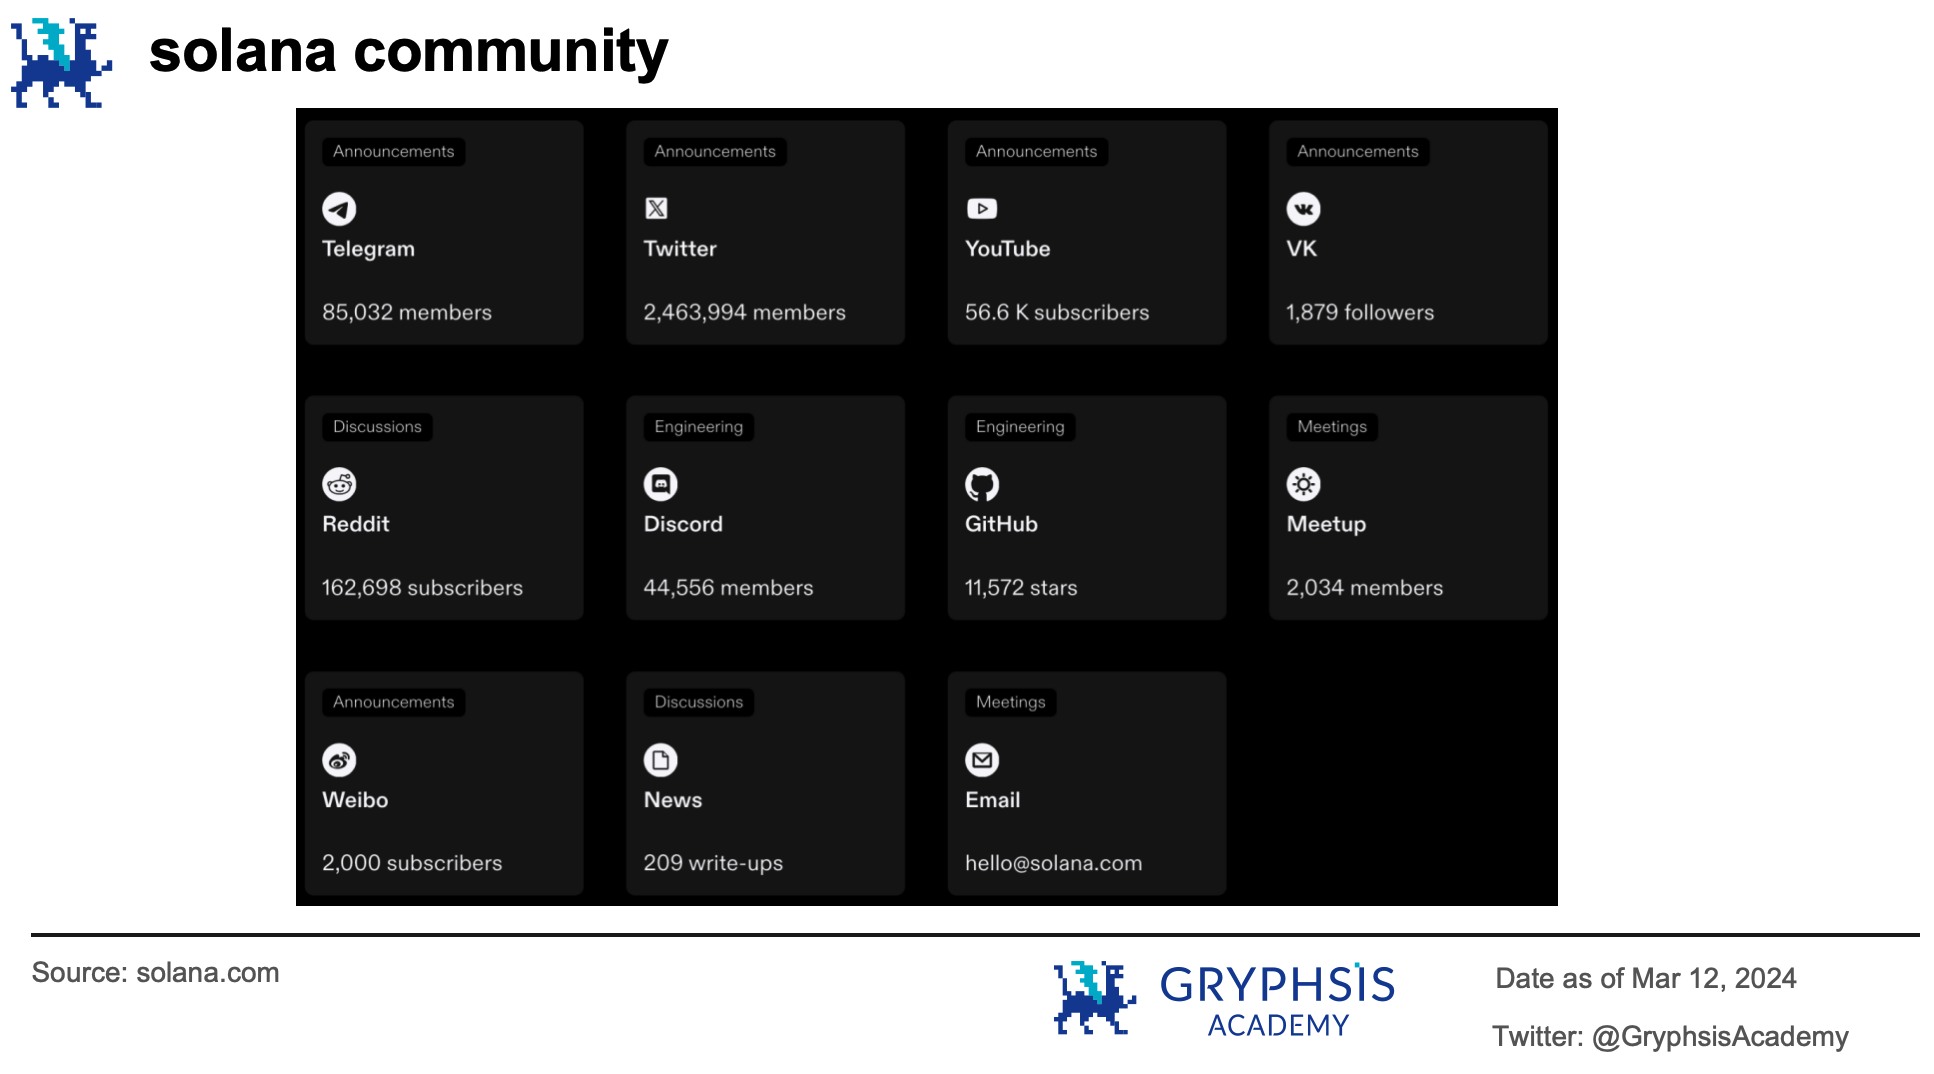 solana community
Announcements
Telegram
85,032 members
Announcements
Twitter
2,463,994 members
Announcements
YouTube
56.6 K subscribers
Announcements
VK
1,879 followers
Discussions
Reddit
162,698 subscribers
Engineering
Discord
44,556 members
Engineering
GitHub
11,572 stars
Meetings
Meetup
2,034 members
Announcements
Weibo
2,000 subscribers
Discussions
News
209 write-ups
Meetings
Email
hello@solana.com
Source: solana.com
GRYPHSIS
ACADEMY
Date as of Mar 12, 2024
Twitter: @GryphsisAcademy